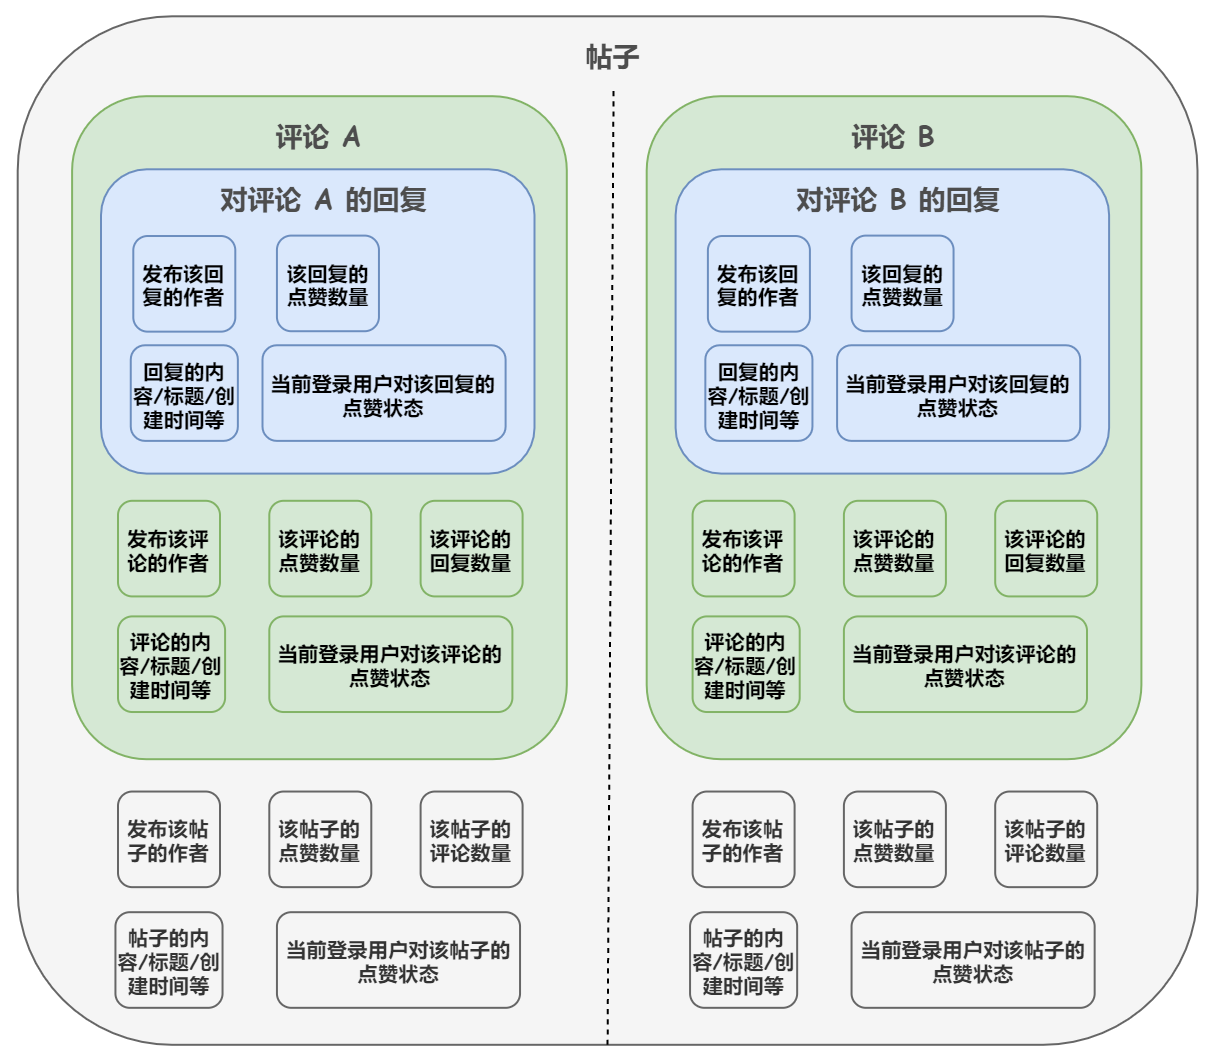 帖子
评论 A
对评论 A 的回复
发布该回
复的作者
该回复的
点赞数量
回复的内
容/标题/创
建时间等
当前登录用户对该回复的
点赞状态
发布该评
论的作者
该评论的
点赞数量
该评论的
回复数量
评论的内
容/标题/创
建时间等
当前登录用户对该评论的
点赞状态
发布该帖
子的作者
该帖子的
点赞数量
该帖子的
评论数量
帖子的内
容/标题/创
建时间等
当前登录用户对该帖子的
点赞状态
评论 B
对评论 B 的回复
发布该回
复的作者
该回复的
点赞数量
回复的内
容/标题/创
建时间等
当前登录用户对该回复的
点赞状态
发布该评
论的作者
该评论的
点赞数量
该评论的
回复数量
评论的内
容/标题/创
建时间等
当前登录用户对该评论的
点赞状态
发布该帖
子的作者
该帖子的
点赞数量
该帖子的
评论数量
帖子的内
容/标题/创
建时间等
当前登录用户对该帖子的
点赞状态